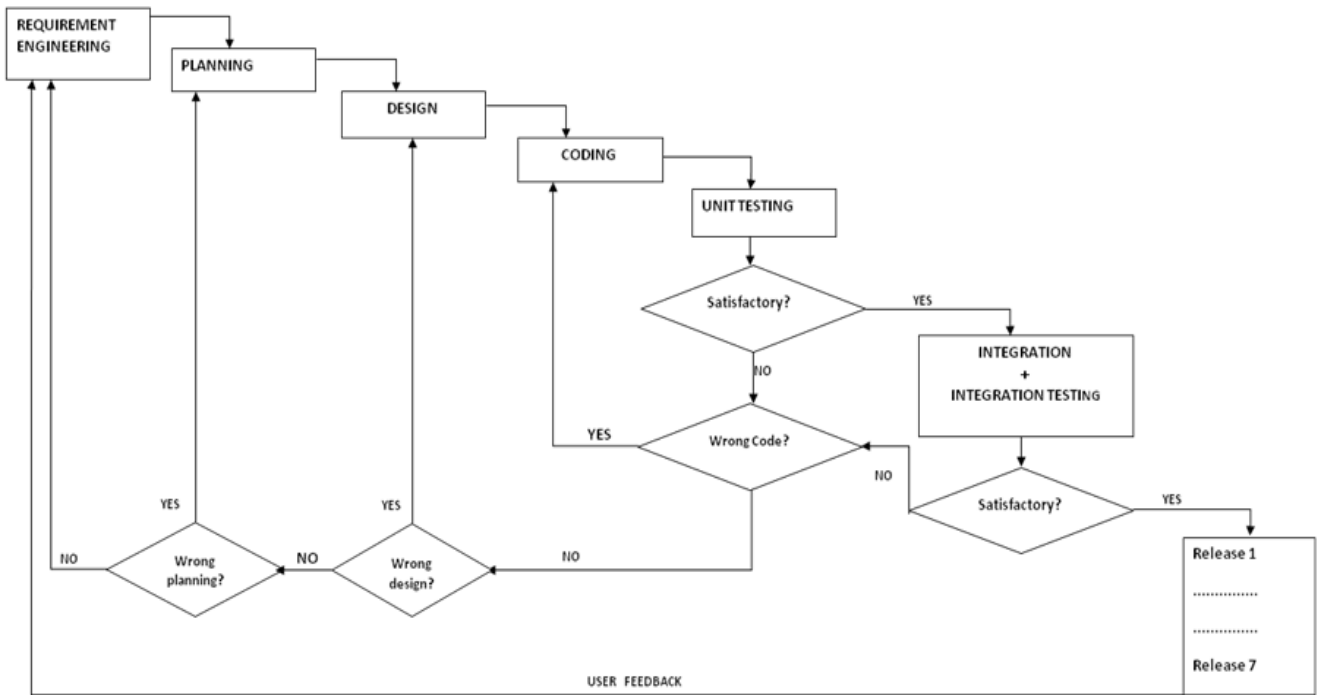 REQUIREMENT
ENGINEERING
PLANNING
DESIGN
CODING
UNIT TESTING
Satisfactory?
YES
NO
INTEGRATION
+
INTEGRATION TESTING
Wrong Code?
YES
NO
Satisfactory?
YES
NO
Wrong
design?
YES
NO
Wrong
planning?
YES
NO
Release 1
...............
...............
Release 7
USER FEEDBACK